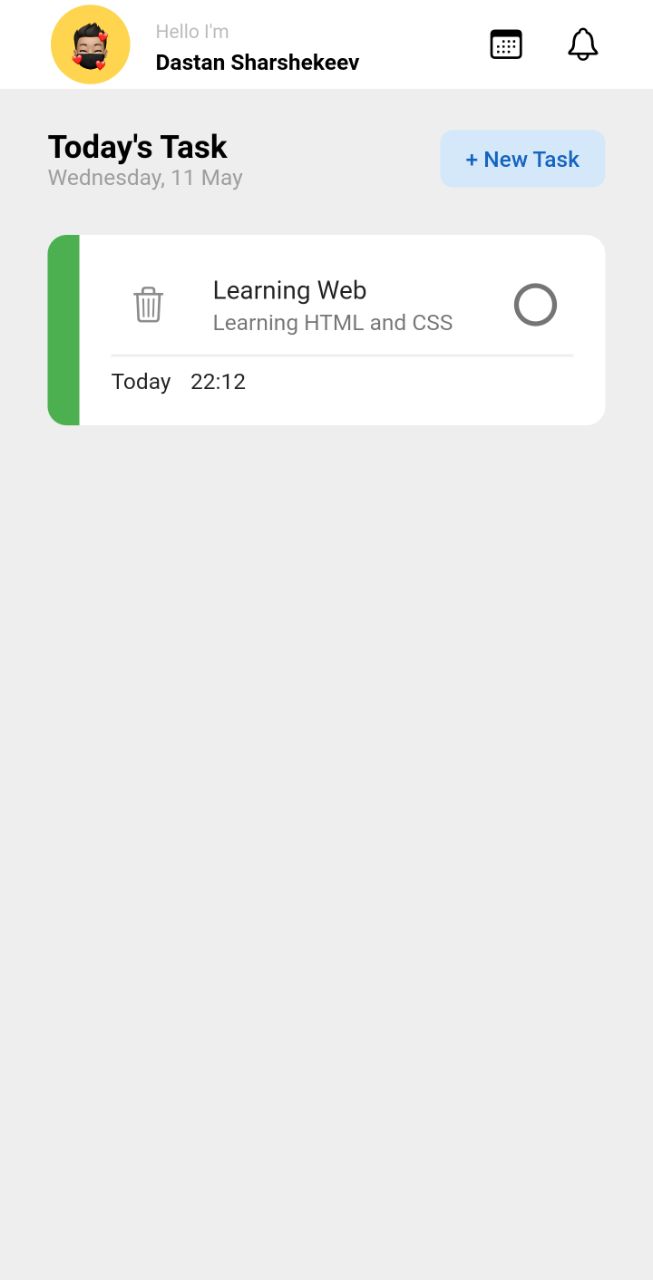 Hello I'm
Dastan Sharshekeev
Today's Task
+ New Task
Wednesday, 11 May
Learning Web
Learning HTML and CSS
Today 22:12